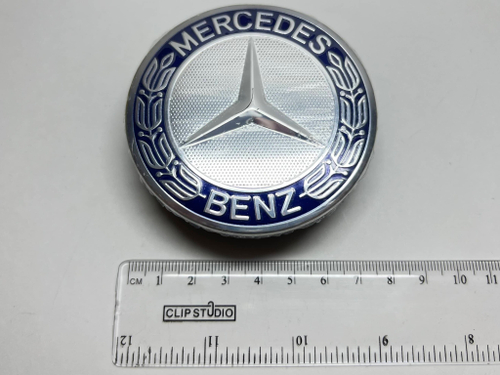 MERCEDES
BENZ
CM 1 2 3 4 5 6 7 8 9 10 11
CLIP STUDIO
12 11 10 9 8